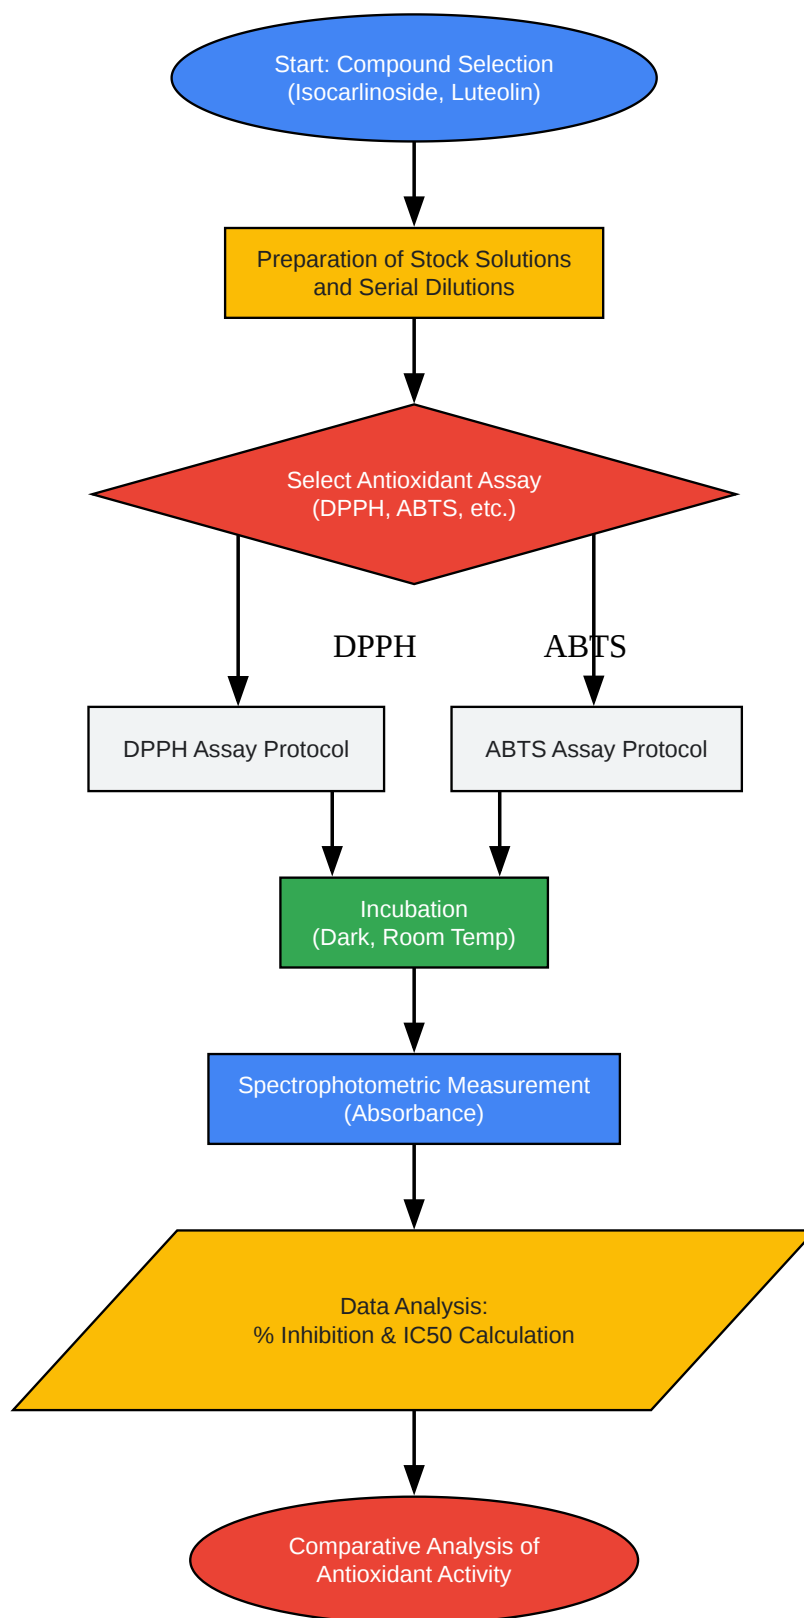 Start: Compound Selection
(Isocarlinoside, Luteolin)
Preparation of Stock Solutions
and Serial Dilutions
Select Antioxidant Assay
(DPPH, ABTS, etc.)
DPPH
ABTS
DPPH Assay Protocol
ABTS Assay Protocol
Incubation
(Dark, Room Temp)
Spectrophotometric Measurement
(Absorbance)
Data Analysis:
% Inhibition & IC50 Calculation
Comparative Analysis of
Antioxidant Activity